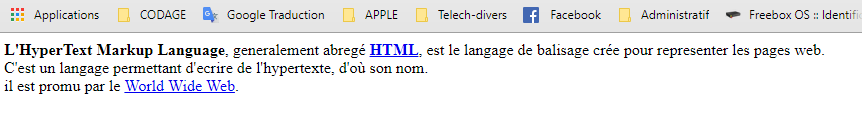 Applications CODAGE Google Traduction APPLE Telech-divers Facebook Administratif Freebox OS :: Identifi
L'HyperText Markup Language, generalement abregé HTML, est le langage de balisage crée pour representer les pages web.
C'est un langage permettant d'ecrire de l'hypertexte, d'où son nom.
il est promu par le World Wide Web.